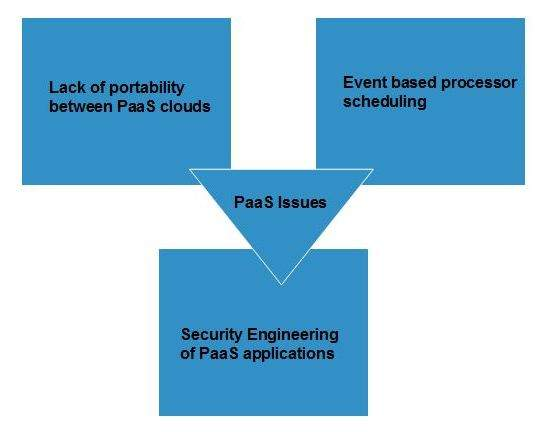 Lack of portability
between PaaS clouds
Event based processor
scheduling
PaaS Issues
Security Engineering
of PaaS applications